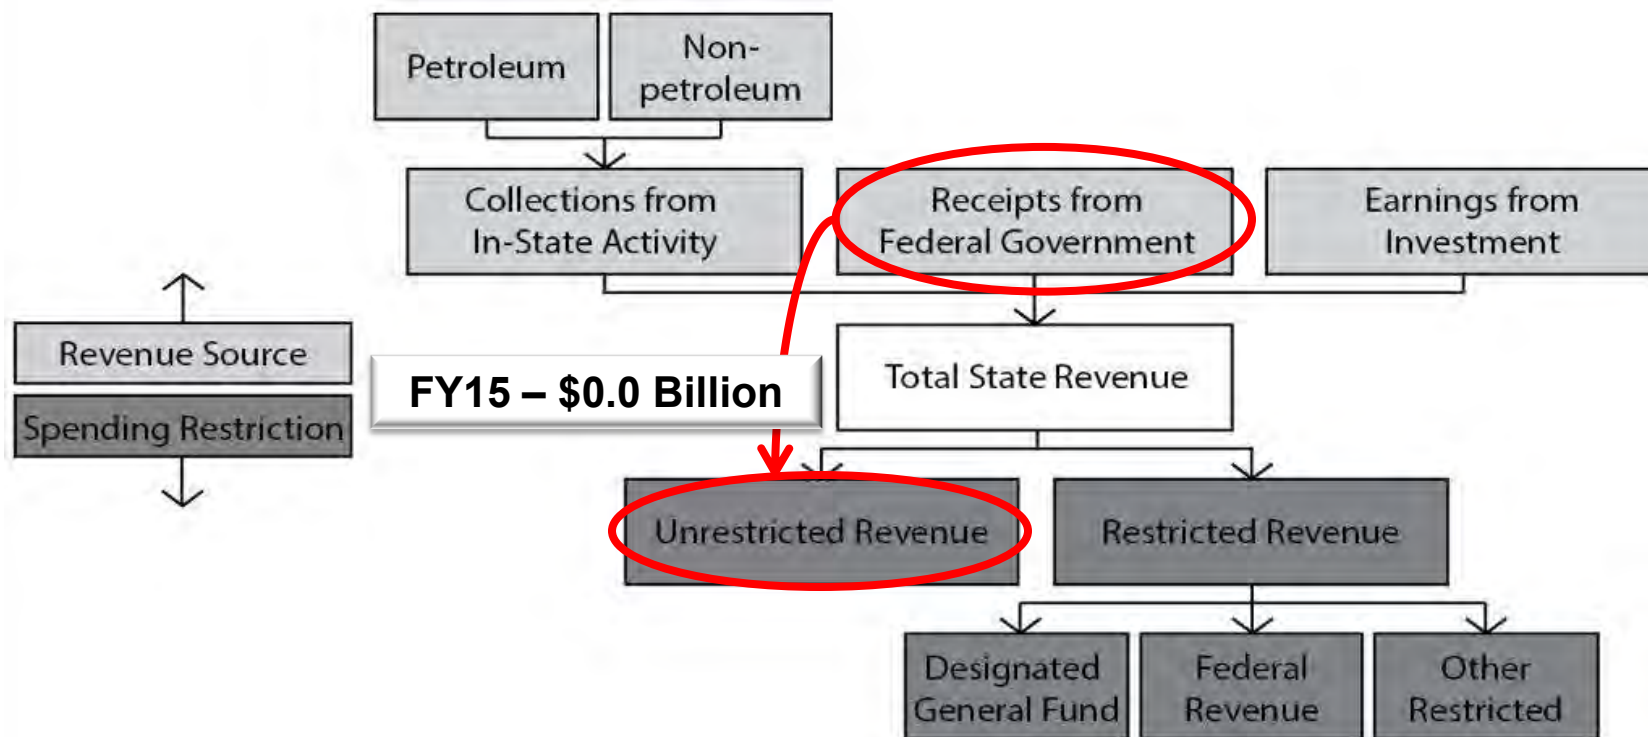 Petroleum
Non-
petroleum
Collections from
In-State Activity
Receipts from
Federal Government
Earnings from
Investment
Revenue Source
Spending Restriction
FY15 – $0.0 Billion
Total State Revenue
Unrestricted Revenue
Restricted Revenue
Designated
General Fund
Federal
Revenue
Other
Restricted